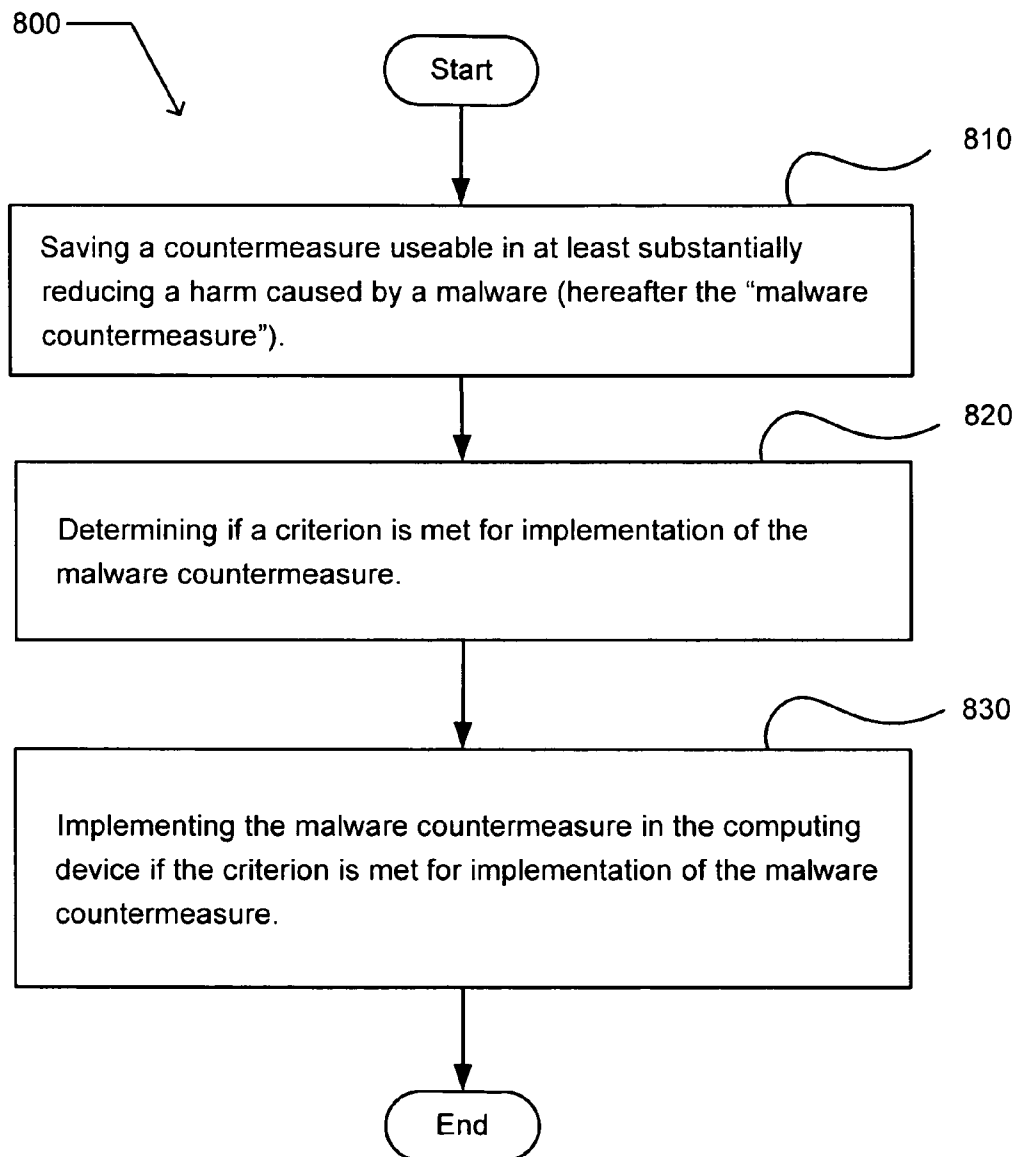 800
Start
810
Saving a countermeasure useable in at least substantially
reducing a harm caused by a malware (hereafter the “malware
countermeasure”).
820
Determining if a criterion is met for implementation of the
malware countermeasure.
830
Implementing the malware countermeasure in the computing
device if the criterion is met for implementation of the malware
countermeasure.
End